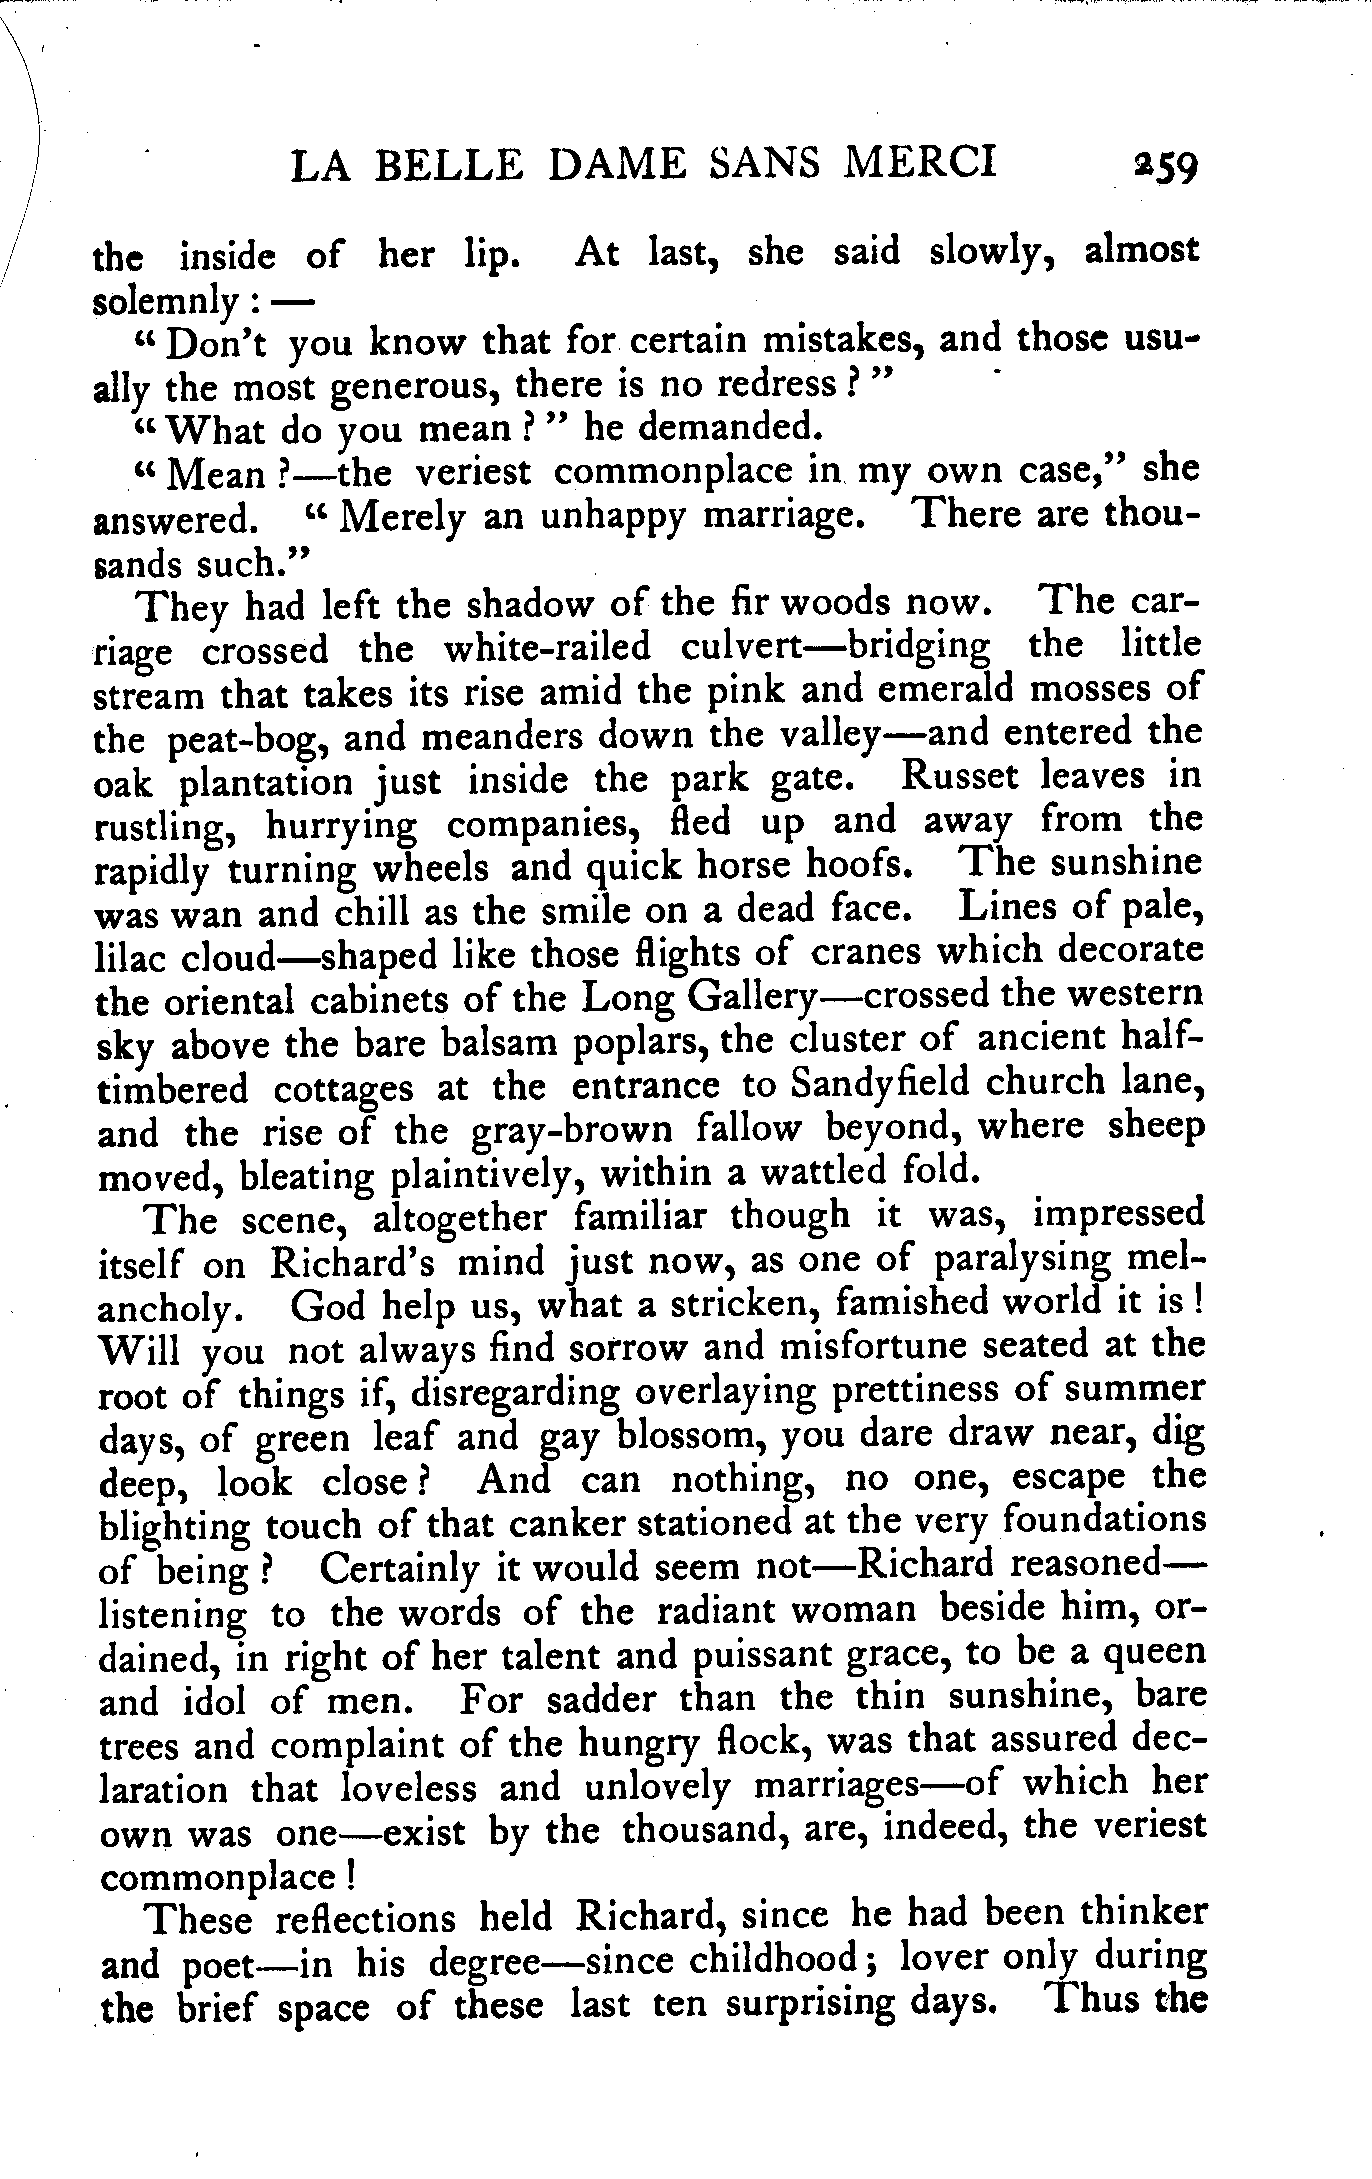 LA BELLE DAME SANS MERCI 259
the inside of her lip. At last, she said slowly, almost
solemnly : —
“ Don’t you know that for certain mistakes, and those usu-
ally the most generous, there is no redress ? ”
“ What do you mean ? ” he demanded.
“ Mean ?—the veriest commonplace in my own case,” she
answered. “ Merely an unhappy marriage. There are thou-
sands such.”
They had left the shadow of the fir woods now. The car-
riage crossed the white-railed culvert—bridging the little
stream that takes its rise amid the pink and emerald mosses of
the peat-bog, and meanders down the valley—and entered the
oak plantation just inside the park gate. Russet leaves in
rustling, hurrying companies, fled up and away from the
rapidly turning wheels and quick horse hoofs. The sunshine
was wan and chill as the smile on a dead face. Lines of pale,
lilac cloud—shaped like those flights of cranes which decorate
the oriental cabinets of the Long Gallery—crossed the western
sky above the bare balsam poplars, the cluster of ancient half-
timbered cottages at the entrance to Sandyfield church lane,
and the rise of the gray-brown fallow beyond, where sheep
moved, bleating plaintively, within a wattled fold.
The scene, altogether familiar though it was, impressed
itself on Richard’s mind just now, as one of paralysing mel-
ancholy. God help us, what a stricken, famished world it is !
Will you not always find sorrow and misfortune seated at the
root of things if, disregarding overlaying prettiness of summer
days, of green leaf and gay blossom, you dare draw near, dig
deep, look close ? And can nothing, no one, escape the
blighting touch of that canker stationed at the very foundations
of being ? Certainly it would seem not—Richard reasoned—
listening to the words of the radiant woman beside him, or-
dained, in right of her talent and puissant grace, to be a queen
and idol of men. For sadder than the thin sunshine, bare
trees and complaint of the hungry flock, was that assured dec-
laration that loveless and unlovely marriages—of which her
own was one—exist by the thousand, are, indeed, the veriest
commonplace !
These reflections held Richard, since he had been thinker
and poet—in his degree—since childhood ; lover only during
the brief space of these last ten surprising days. Thus the